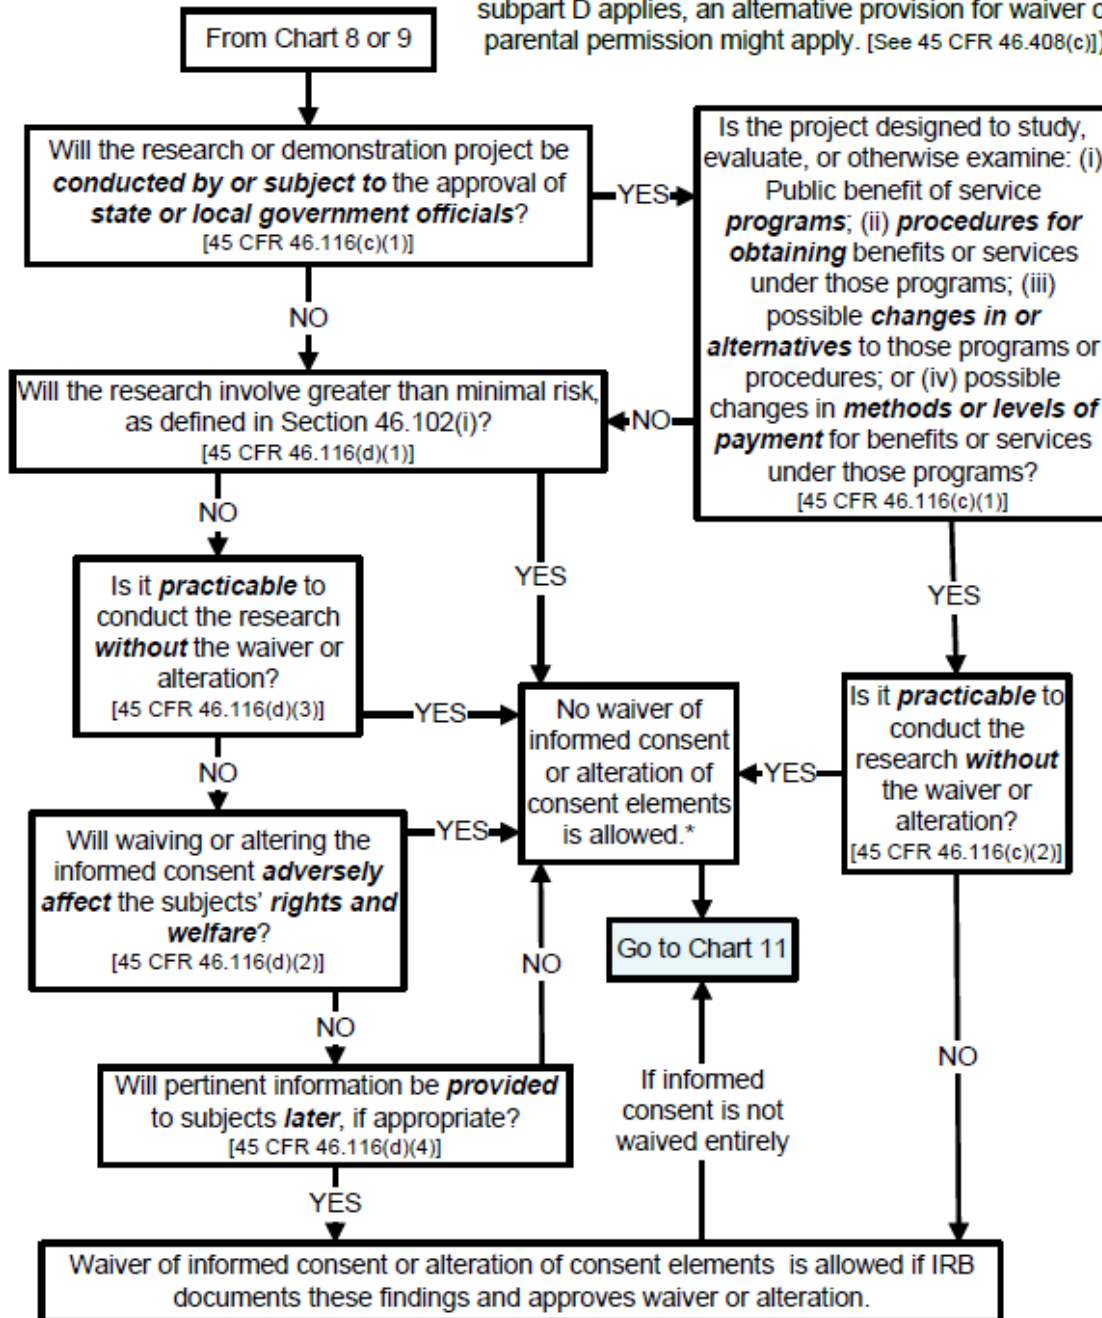 subpart D applies, an alternative provision for waiver o
parental permission might apply. [See 45 CFR 46.408(c)])
From Chart 8 or 9
Will the research or demonstration project be
conducted by or subject to the approval of
state or local government officials?
[45 CFR 46.116(c)(1)]
YES
Is the project designed to study,
evaluate, or otherwise examine: (i)
Public benefit of service
programs; (ii) procedures for
obtaining benefits or services
under those programs; (iii)
possible changes in or
alternatives to those programs or
procedures; or (iv) possible
changes in methods or levels of
payment for benefits or services
under those programs?
[45 CFR 46.116(c)(1)]
NO
NO
Will the research involve greater than minimal risk,
as defined in Section 46.102(i)?
[45 CFR 46.116(d)(1)]
NO
YES
YES
Is it practicable to
conduct the research
without the waiver or
alteration?
[45 CFR 46.116(d)(3)]
YES
No waiver of
informed consent
or alteration of
consent elements
is allowed.*
YES
Is it practicable to
conduct the
research without
the waiver or
alteration?
[45 CFR 46.116(c)(2)]
NO
Will waiving or altering the
informed consent adversely
affect the subjects' rights and
welfare?
[45 CFR 46.116(d)(2)]
YES
Go to Chart 11
NO
NO
NO
Will pertinent information be provided
to subjects later, if appropriate?
[45 CFR 46.116(d)(4)]
If informed
consent is not
waived entirely
YES
Waiver of informed consent or alteration of consent elements is allowed if IRB
documents these findings and approves waiver or alteration.